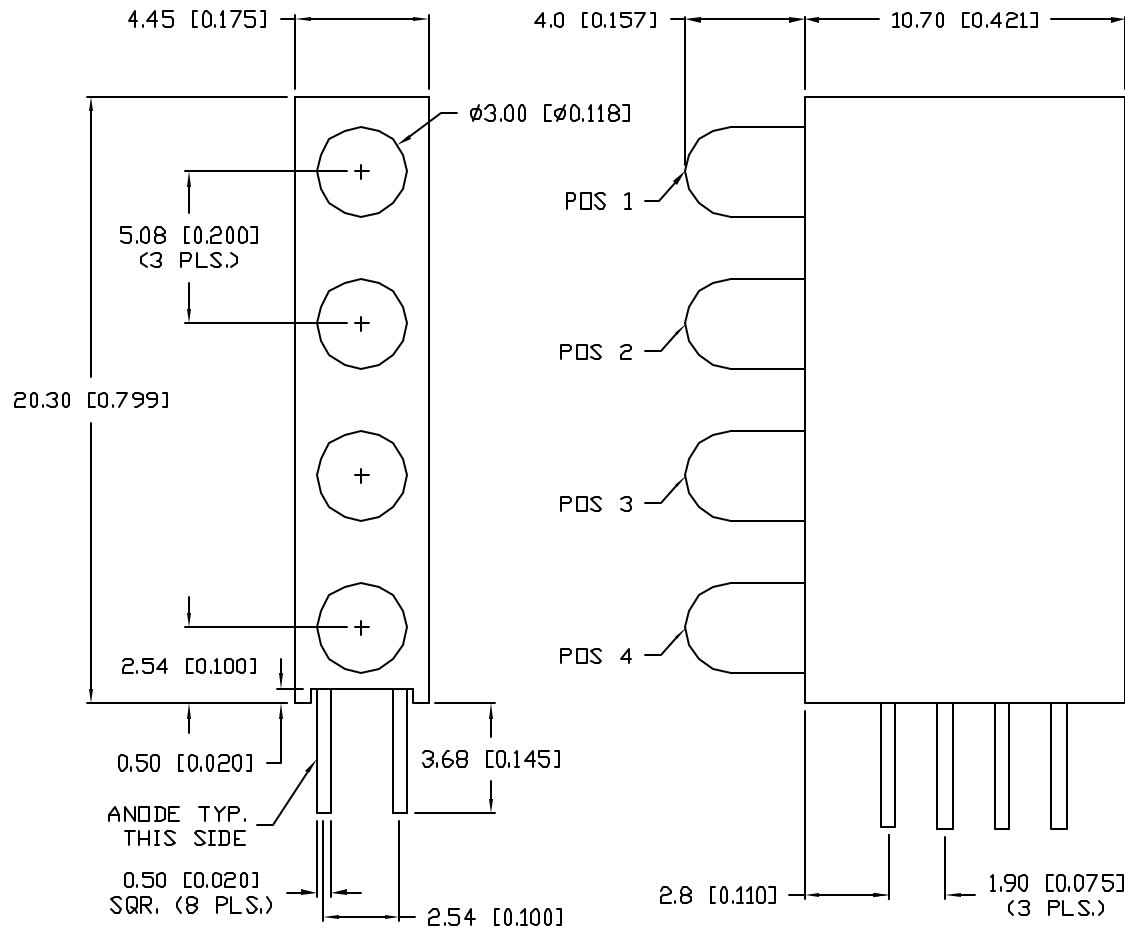 4.45 [0.175]
4.0 [0.157]
10.70 [0.421]
ø3.00 [ø0.118]
POS 1
5.08 [0.200]
(3 PLS.)
POS 2
20.30 [0.799]
POS 3
POS 4
2.54 [0.100]
0.50 [0.020]
3.68 [0.145]
ANODE TYP.
THIS SIDE
0.50 [0.020]
SQR. (8 PLS.)
2.54 [0.100]
2.8 [0.110]
1.90 [0.075]
(3 PLS.)